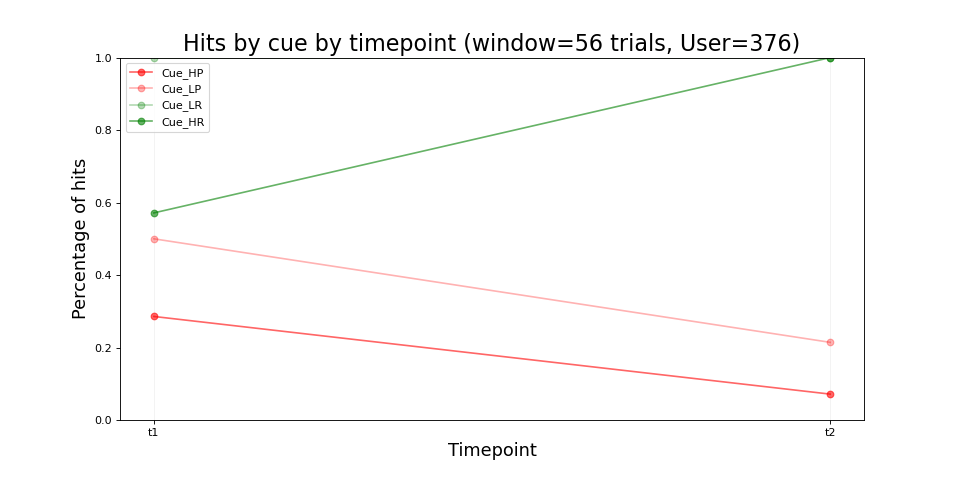 Hits by cue by timepoint (window=56 trials, User=376)
Percentage of hits
1.0
0.8
0.6
0.4
0.2
0.0
Cue_HP
Cue_LP
Cue_LR
Cue_HR
t1
t2
Timepoint